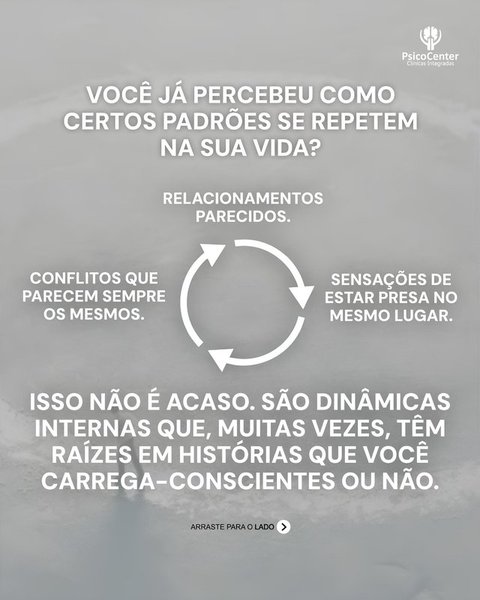 PsicoCenter
Clínicas Integradas
VOCÊ JÁ PERCEBEU COMO
CERTOS PADRÕES SE REPETEM
NA SUA VIDA?
RELACIONAMENTOS
PARECIDOS.
CONFLITOS QUE
PARECEM SEMPRE
OS MESMOS.
SENSAÇÕES DE
ESTAR PRESA NO
MESMO LUGAR.
ISSO NÃO É ACASO. SÃO DINÂMICAS
INTERNAS QUE, MUITAS VEZES, TÊM
RAÍZES EM HISTÓRIAS QUE VOCÊ
CARREGA-CONSCIENTES OU NÃO.
ARRASTE PARA O LADO